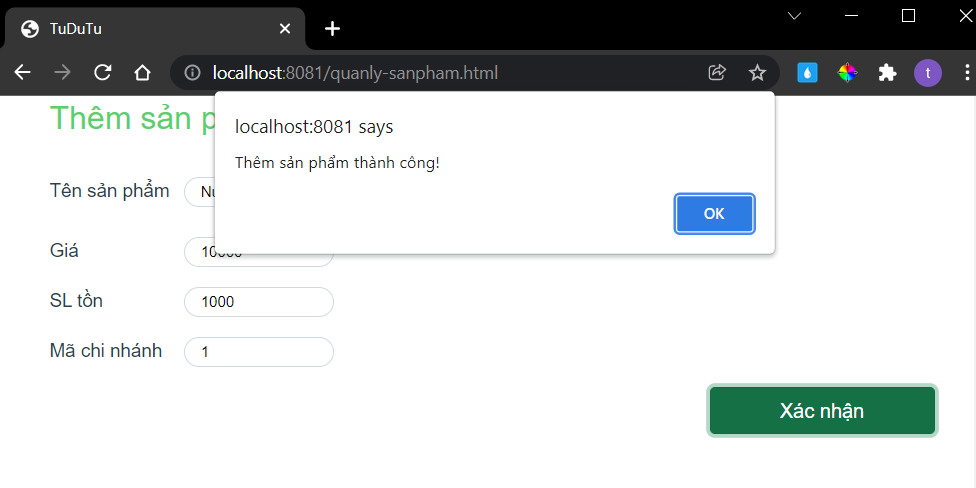 TuDuTu
localhost:8081/quanly-sanpham.html
t
Thêm sản
localhost:8081 says
Thêm sản phẩm thành công!
OK
Tên sản phẩm
Giá
10000
SL tồn
1000
Mã chi nhánh
1
Xác nhận